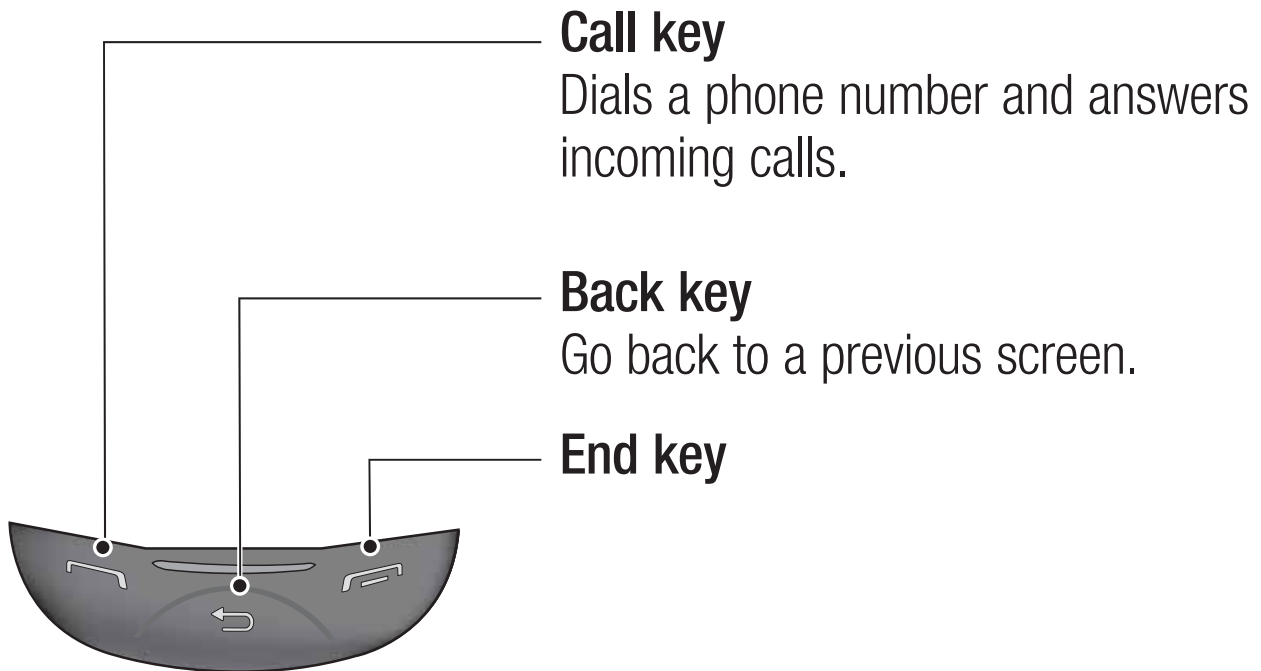 Call key
Dials a phone number and answers
incoming calls.
Back key
Go back to a previous screen.
End key